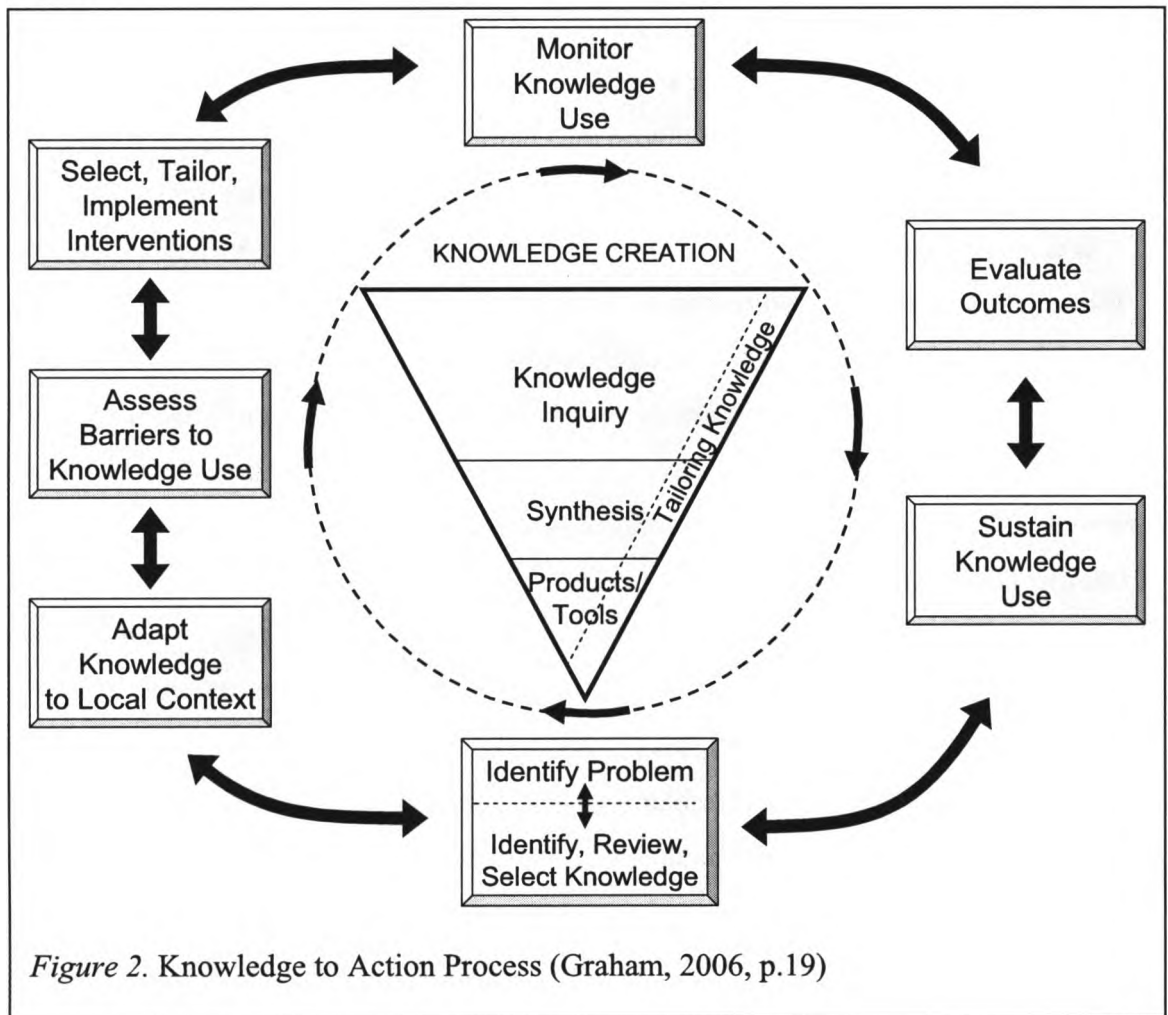 Monitor
Knowledge
Use
Select, Tailor,
Implement
Interventions
KNOWLEDGE CREATION
Evaluate
Outcomes
Knowledge
Inquiry
Tailoring Knowledge
Assess
Barriers to
Knowledge Use
Synthesis
Sustain
Knowledge
Use
Products/
Tools
Adapt
Knowledge
to Local Context
Identify Problem
Identify, Review,
Select Knowledge
Figure 2. Knowledge to Action Process (Graham, 2006, p.19)